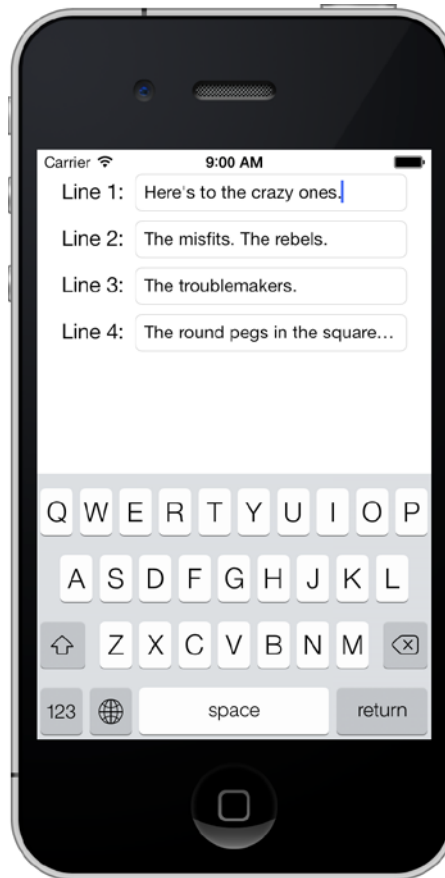 Carrier 9:00 AM
Line 1: Here's to the crazy ones.
Line 2: The misfits. The rebels.
Line 3: The troublemakers.
Line 4: The round pegs in the square...
Q W E R T Y U I O P
A S D F G H J K L
Z X C V B N M
123 space return